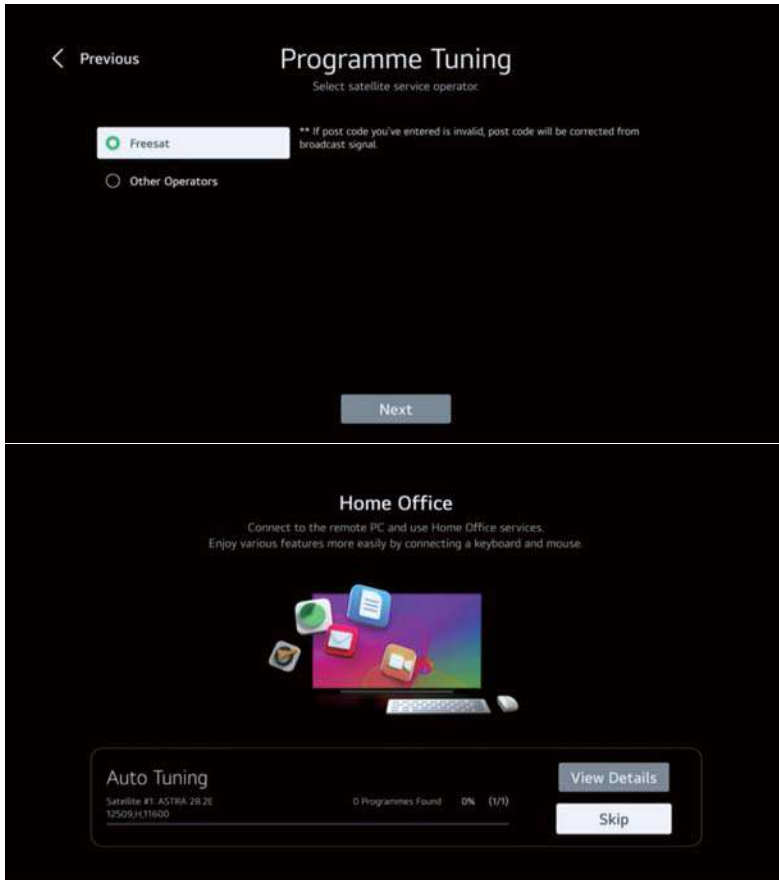 Previous
Programme Tuning
Select satellite service operator.
Freesat
** If post code you've entered is invalid, post code will be corrected from
broadcast signal.
Other Operators
Next
Home Office
Connect to the remote PC and use Home Office services.
Enjoy various features more easily by connecting a keyboard and mouse.
Auto Tuning
View Details
Satellite #1: ASTRA 28.2E
0 Programmes Found 0% (1/1)
12509,H,11600
Skip